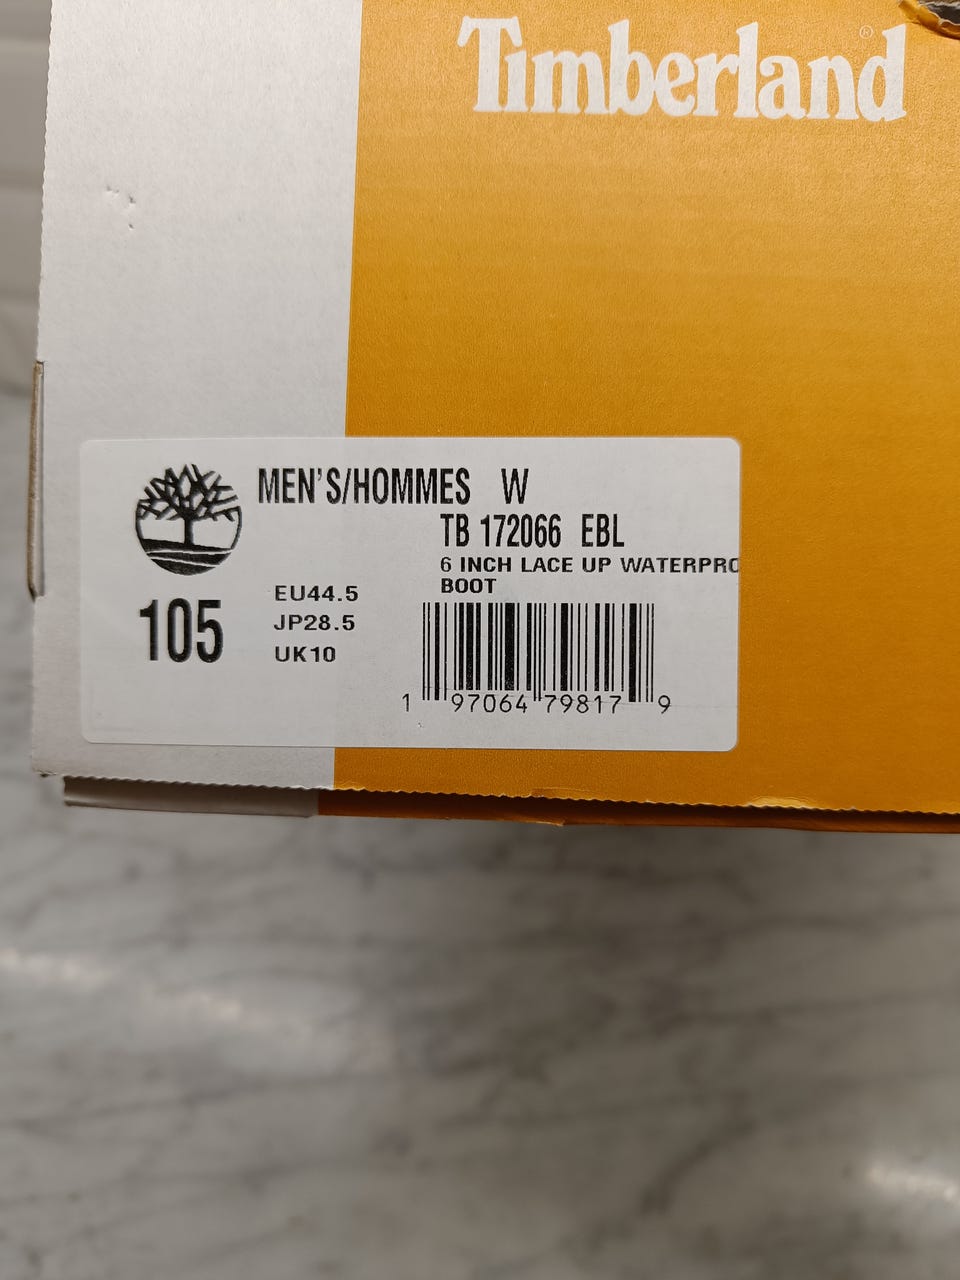 Timberland®
MEN'S/HOMMES W
TB 172066 EBL
6 INCH LACE UP WATERPRO
BOOT
105
EU44.5
JP28.5
UK10
1 97064 79817 9